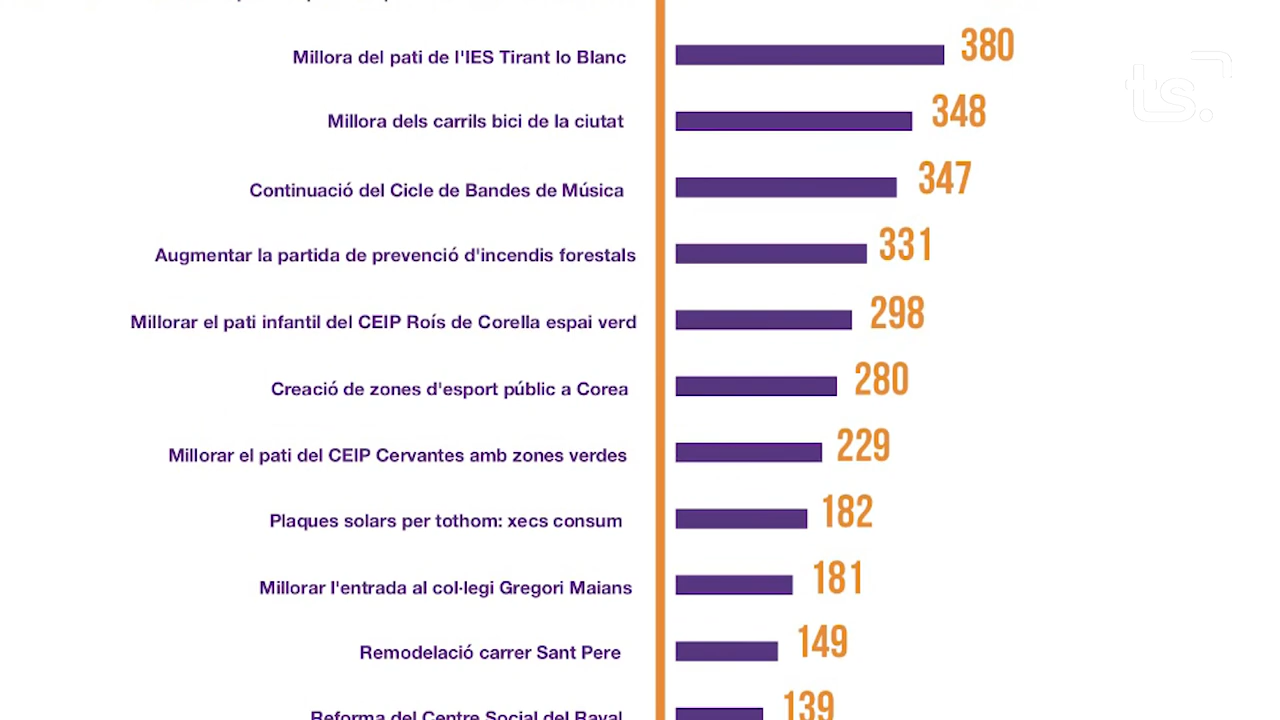 Millora del pati de l'IES Tirant lo Blanc 380
Millora dels carrils bici de la ciutat 348
Continuació del Cicle de Bandes de Música 347
Augmentar la partida de prevenció d'incendis forestals 331
Millorar el pati infantil del CEIP Roís de Corella espai verd 298
Creació de zones d'esport públic a Corea 280
Millorar el pati del CEIP Cervantes amb zones verdes 229
Plaques solars per tothom: xecs consum 182
Millorar l'entrada al col·legi Gregori Maians 181
Remodelació carrer Sant Pere 149
Reforma del Centre Social del Raval 139
ts.